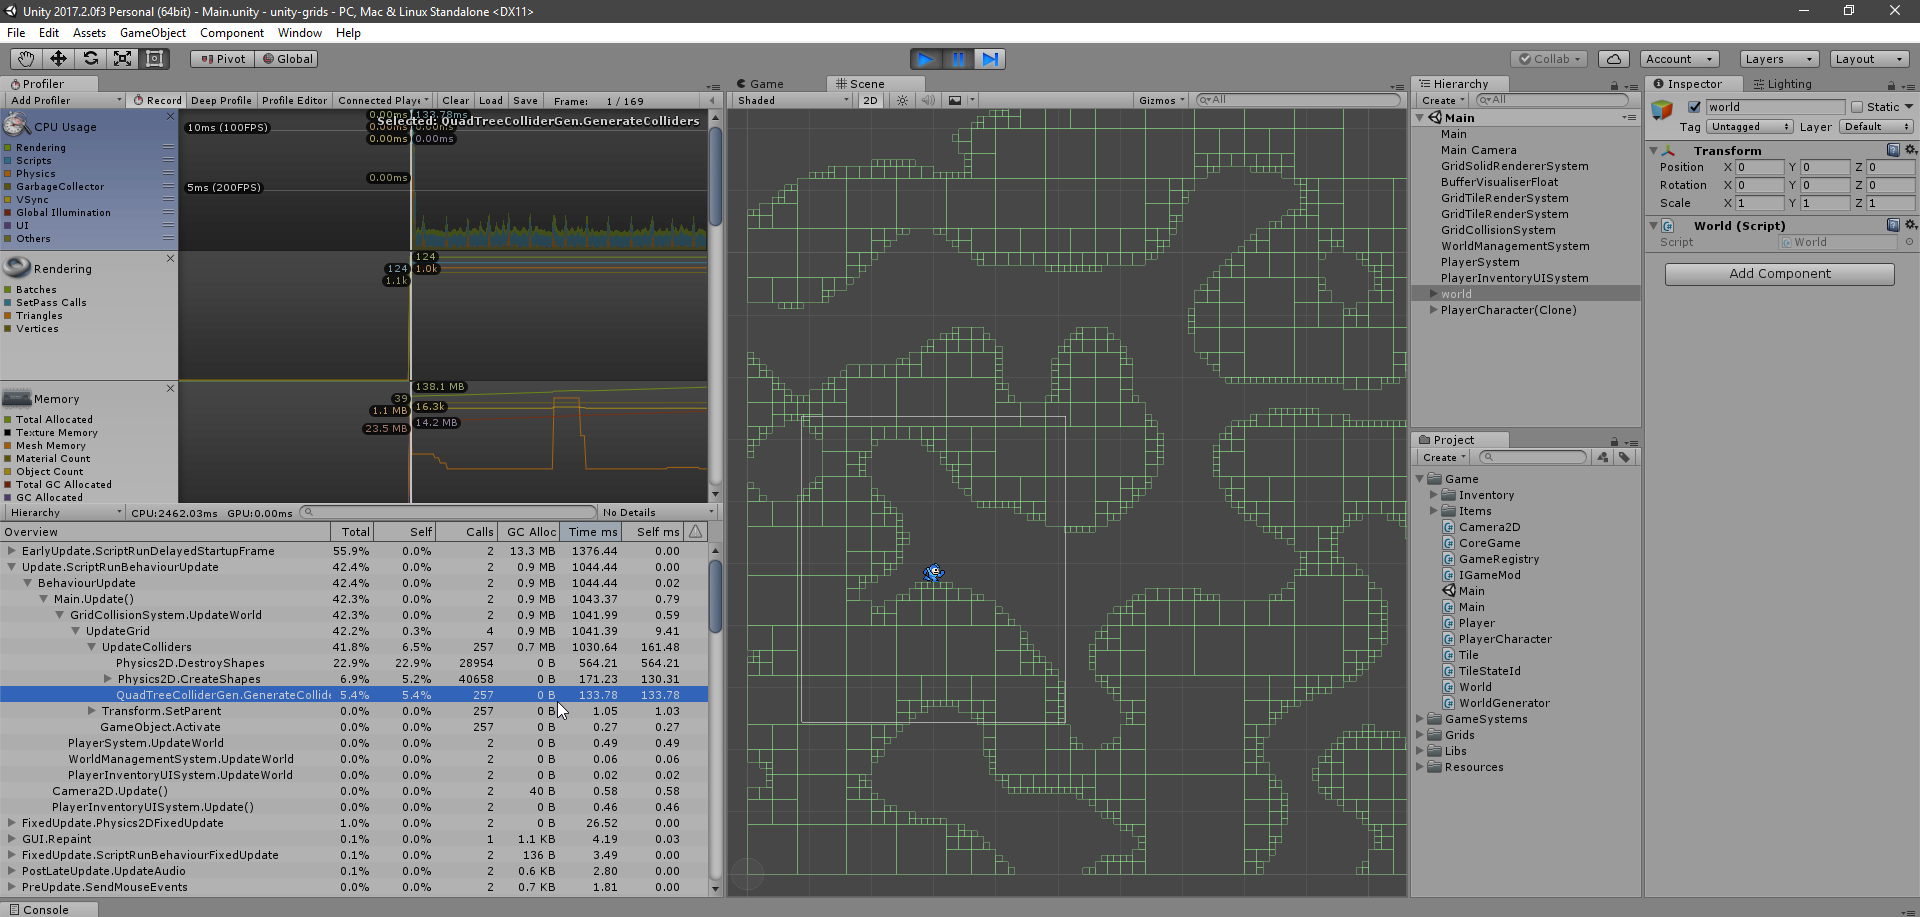 Unity 2017.2.0f3 Personal (64bit) - Main.unity - unity-grids - PC, Mac & Linux Standalone <DX11>
File Edit Assets GameObject Component Window Help
Pivot Global Collab Account Layers Layout
Profiler
Add Profiler Record Deep Profile Profile Editor Connected Playe Clear Load Save Frame: 1 / 169
CPU Usage
Rendering
Scripts
Physics
GarbageCollector
VSync
Global Illumination
UI
Others
Selected: QuadTreeColliderGen.GenerateColliders
10ms (100FPS)
0.00ms 133.78ms
0.00ms 0.00ms
0.00ms
5ms (200FPS)
Rendering
Batches
SetPass Calls
Triangles
Vertices
124
124 1.0k
1.1k
Memory
Total Allocated
Texture Memory
Mesh Memory
Material Count
Object Count
Total GC Allocated
GC Allocated
138.1 MB
39
1.1 MB 16.3k
23.5 MB 14.2 MB
Hierarchy CPU:2462.03ms GPU:0.00ms No Details
Overview Total Self Calls GC Alloc Time ms Self ms
EarlyUpdate.ScriptRunDelayedStartupFrame 55.9% 0.0% 2 13.3 MB 1376.44 0.00
Update.ScriptRunBehaviourUpdate 42.4% 0.0% 2 0.9 MB 1044.44 0.00
BehaviourUpdate 42.4% 0.0% 2 0.9 MB 1044.44 0.02
Main.Update() 42.3% 0.0% 2 0.9 MB 1043.37 0.79
GridCollisionSystem.UpdateWorld 42.3% 0.0% 2 0.9 MB 1041.99 0.59
UpdateGrid 42.2% 0.3% 4 0.9 MB 1041.39 9.41
UpdateColliders 41.8% 6.5% 257 0.7 MB 1030.64 161.48
Physics2D.DestroyShapes 22.9% 22.9% 28954 0 B 564.21 564.21
Physics2D.CreateShapes 6.9% 5.2% 40658 0 B 171.23 130.31
QuadTreeColliderGen.GenerateCollide 5.4% 5.4% 257 0 B 133.78 133.78
Transform.SetParent 0.0% 0.0% 257 0 B 1.05 1.03
GameObject.Activate 0.0% 0.0% 257 0 B 0.27 0.27
PlayerSystem.UpdateWorld 0.0% 0.0% 2 0 B 0.49 0.49
WorldManagementSystem.UpdateWorld 0.0% 0.0% 2 0 B 0.06 0.06
PlayerInventoryUISystem.UpdateWorld 0.0% 0.0% 2 0 B 0.02 0.02
Camera2D.Update() 0.0% 0.0% 2 40 B 0.58 0.58
PlayerInventoryUISystem.Update() 0.0% 0.0% 2 0 B 0.46 0.46
FixedUpdate.Physics2DFixedUpdate 1.0% 0.0% 2 0 B 26.52 0.00
GUI.Repaint 0.1% 0.0% 1 1.1 KB 4.19 0.03
FixedUpdate.ScriptRunBehaviourFixedUpdate 0.1% 0.0% 2 136 B 3.49 0.00
PostLateUpdate.UpdateAudio 0.1% 0.0% 2 0.6 KB 2.80 0.00
PreUpdate.SendMouseEvents 0.0% 0.0% 2 0.7 KB 1.81 0.00
Console
Game Scene
Shaded 2D Gizmos All
Hierarchy
Create All
Main
Main
Main Camera
GridSolidRendererSystem
BufferVisualiserFloat
GridTileRenderSystem
GridTileRenderSystem
GridCollisionSystem
WorldManagementSystem
PlayerSystem
PlayerInventoryUISystem
world
PlayerCharacter(Clone)
Project
Create
Game
Inventory
Items
Camera2D
CoreGame
GameRegistry
IGameMod
Main
Main
Player
PlayerCharacter
Tile
TileStateId
World
WorldGenerator
GameSystems
Grids
Libs
Resources
Inspector Lighting
world Static
Tag Untagged Layer Default
Transform
Position X 0 Y 0 Z 0
Rotation X 0 Y 0 Z 0
Scale X 1 Y 1 Z 1
World (Script)
Script World
Add Component